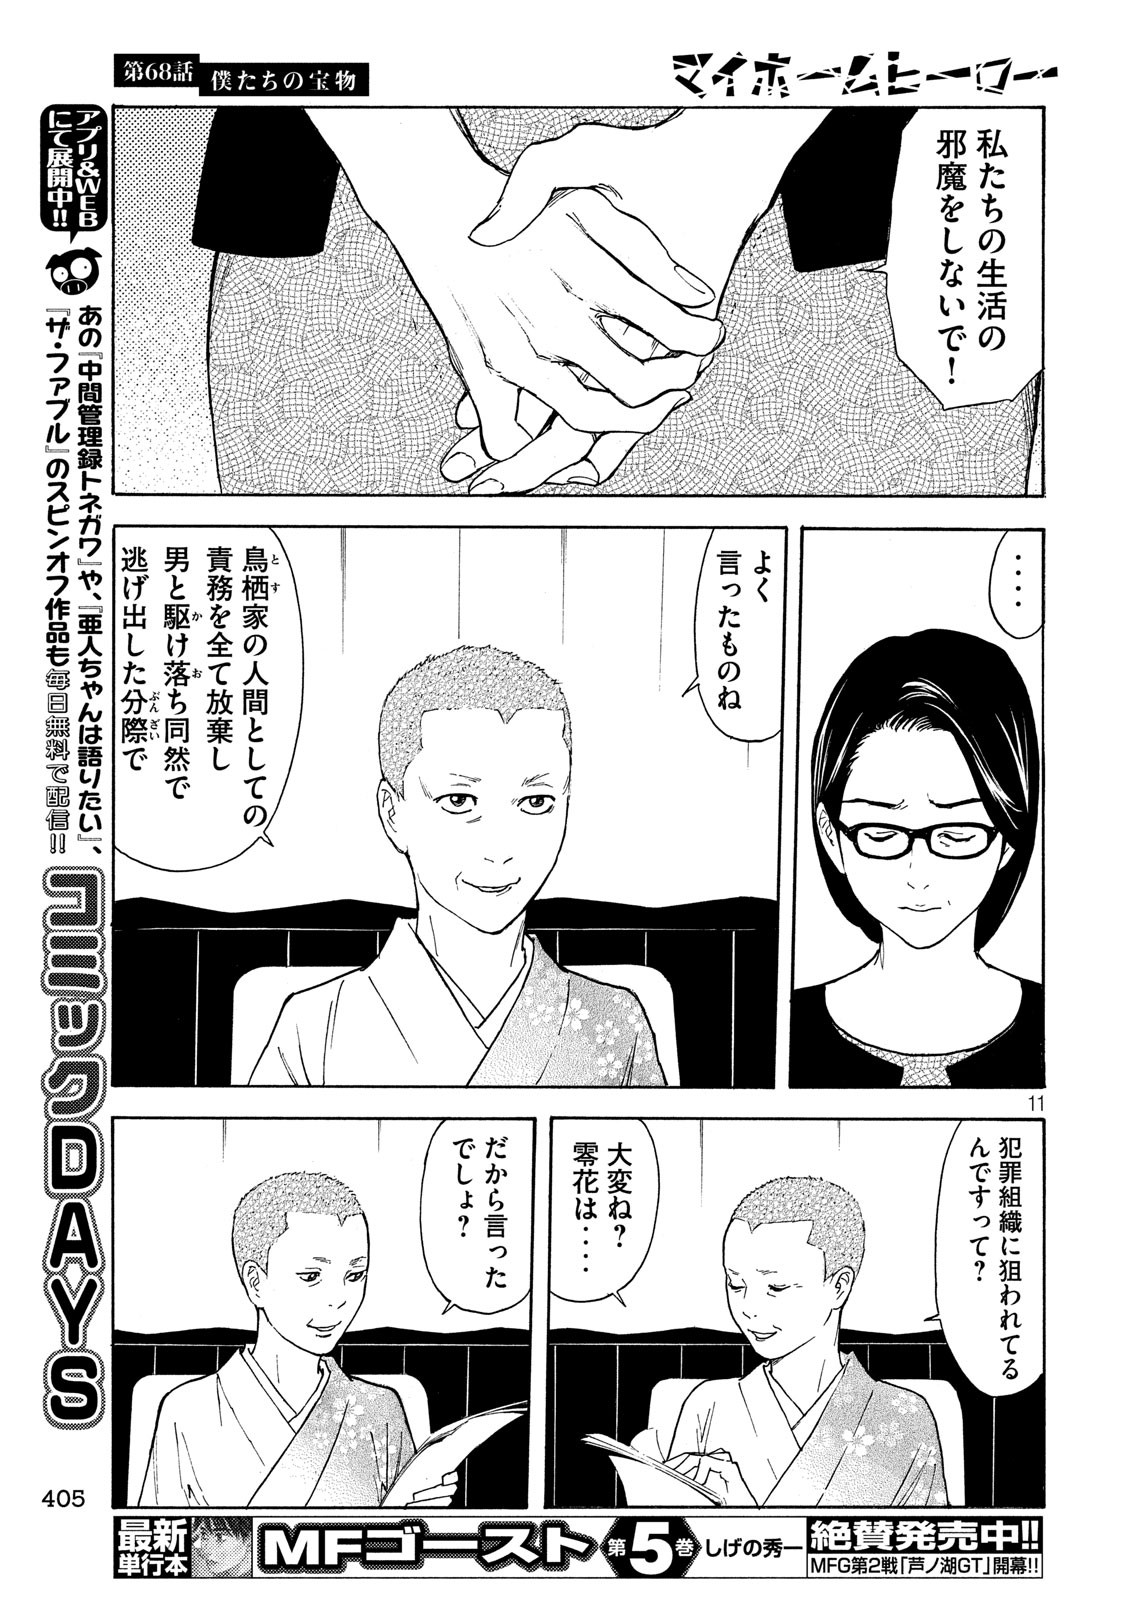 第68話
僕たちの宝物
マイホームヒーロー
私たちの生活の
邪魔をしないで！
‥‥
よく
言ったものね
鳥栖家の人間としての
とす
責務を全て放棄し
男と駆け落ち同然で
か お
逃げ出した分際で
ぶんざい
11
犯罪組織に狙われてる
んですって？
大変ね？
零花は‥‥
だから言った
でしょ？
アプリ&WEB
にて展開中!!
あの『中間管理録トネガワ』や、『亜人ちゃんは語りたい』、
『ザ・ファブル』のスピンオフ作品も毎日無料で配信!!
コミックDAYS
405
最新
単行本
MFゴースト
第5巻
しげの秀一
絶賛発売中!!
MFG第2戦「芦ノ湖GT」開幕!!